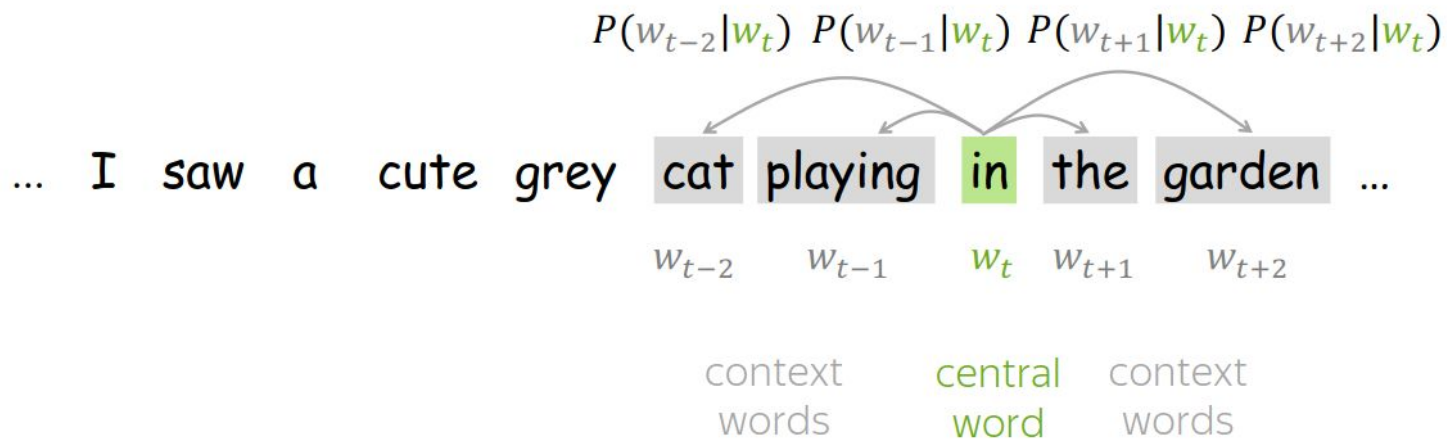 P(w_{t-2}|w_t) P(w_{t-1}|w_t) P(w_{t+1}|w_t) P(w_{t+2}|w_t)
... I saw a cute grey cat playing in the garden ...
w_{t-2} w_{t-1} w_t w_{t+1} w_{t+2}
context central context
words word words